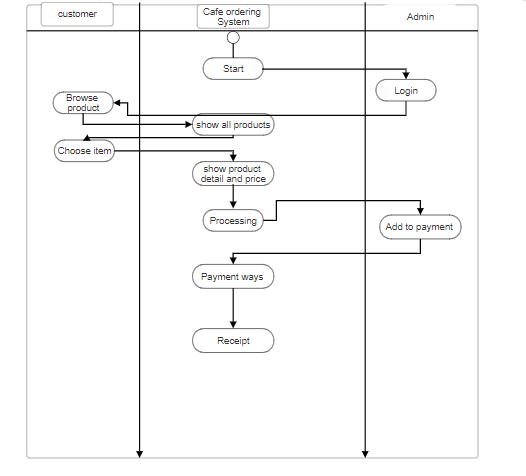 customer
Cafe ordering
System
Admin
Start
Login
Browse
product
show all products
Choose item
show product
detail and price
Processing
Add to payment
Payment ways
Receipt